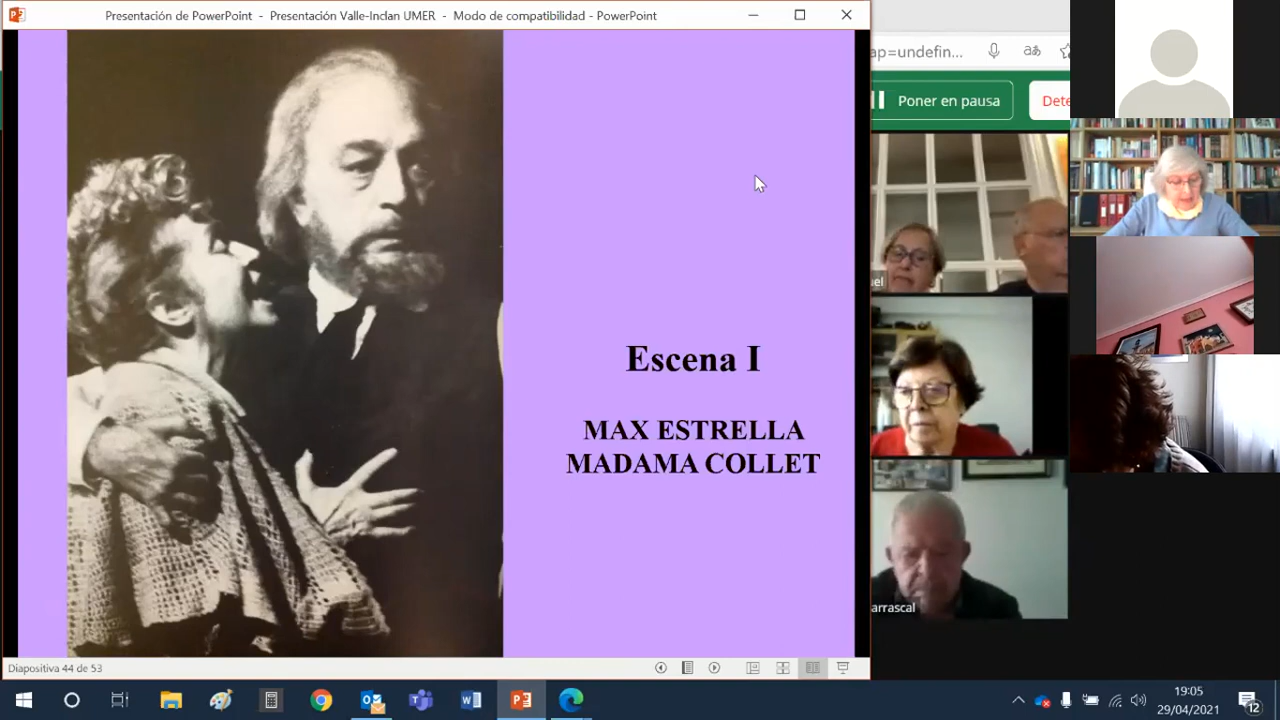 Presentación de PowerPoint - Presentación Valle-Inclan UMER - Modo de compatibilidad - PowerPoint
ap=undefin...
Poner en pausa
Dete
uel
Escena I
MAX ESTRELLA
MADAMA COLLET
arrascal
Diapositiva 44 de 53
19:05
29/04/2021
12